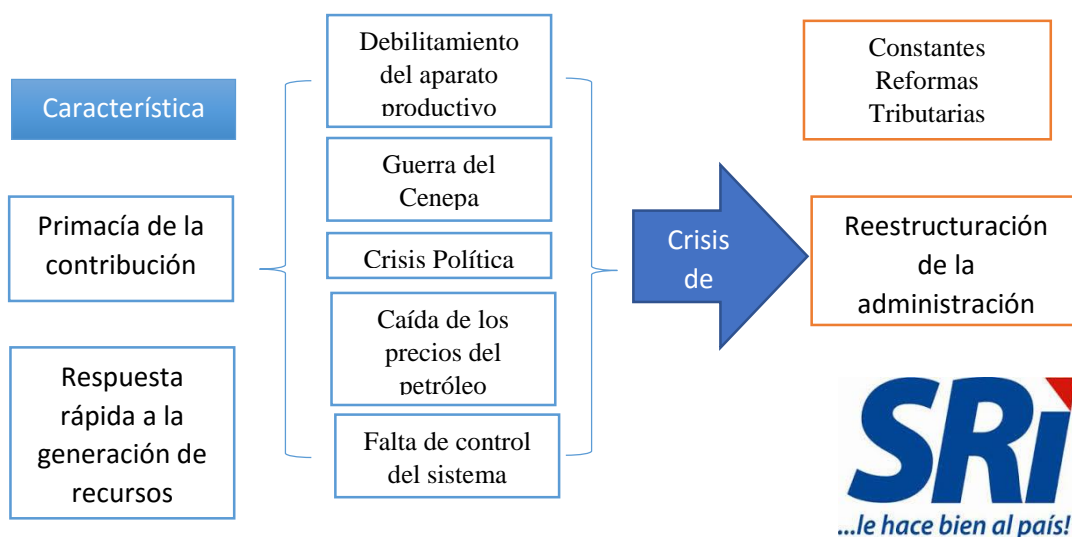 Característica
Primacía de la
contribución
Respuesta
rápida a la
generación de
recursos
Debilitamiento
del aparato
productivo
Guerra del
Cenepa
Crisis Política
Caída de los
precios del
petróleo
Falta de control
del sistema
Crisis
de
Constantes
Reformas
Tributarias
Reestructuración
de la
administración
SRi
...le hace bien al país!